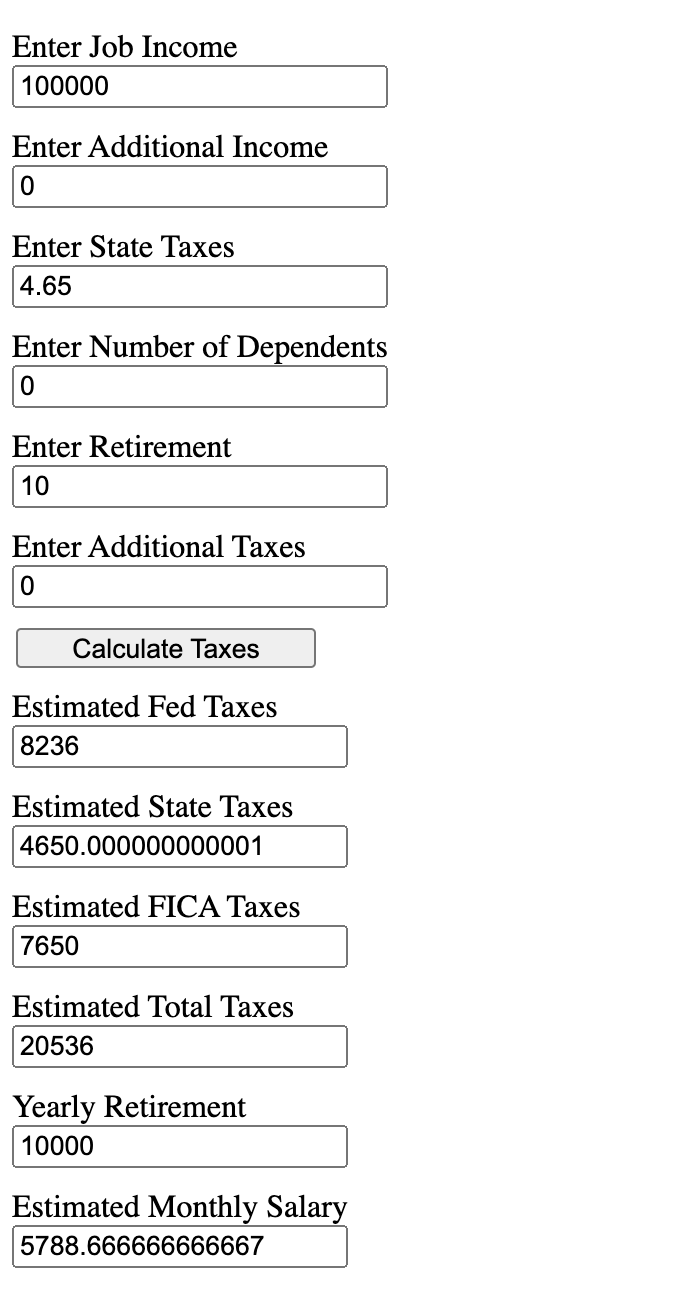 Enter Job Income
100000
Enter Additional Income
0
Enter State Taxes
4.65
Enter Number of Dependents
0
Enter Retirement
10
Enter Additional Taxes
0
Calculate Taxes
Estimated Fed Taxes
8236
Estimated State Taxes
4650.000000000001
Estimated FICA Taxes
7650
Estimated Total Taxes
20536
Yearly Retirement
10000
Estimated Monthly Salary
5788.666666666667